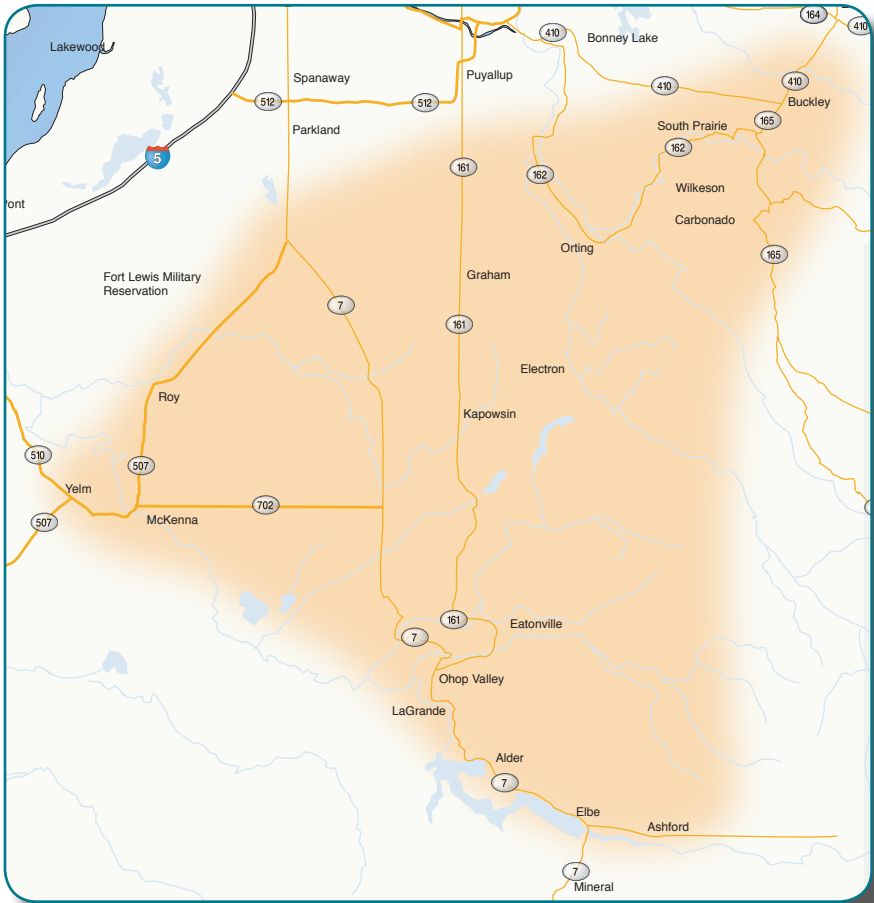 164
410
410
Bonney Lake
Lakewood
Puyallup
Spanaway
410
410
512
512
Buckley
165
South Prairie
Parkland
162
5
161
162
Wilkeson
Pont
Carbonado
Orting
165
Graham
Fort Lewis Military
Reservation
7
161
Electron
Roy
Kapowsin
510
507
Yelm
702
507
McKenna
161
Eatonville
7
Ohop Valley
LaGrande
Alder
7
Elbe
Ashford
7
Mineral